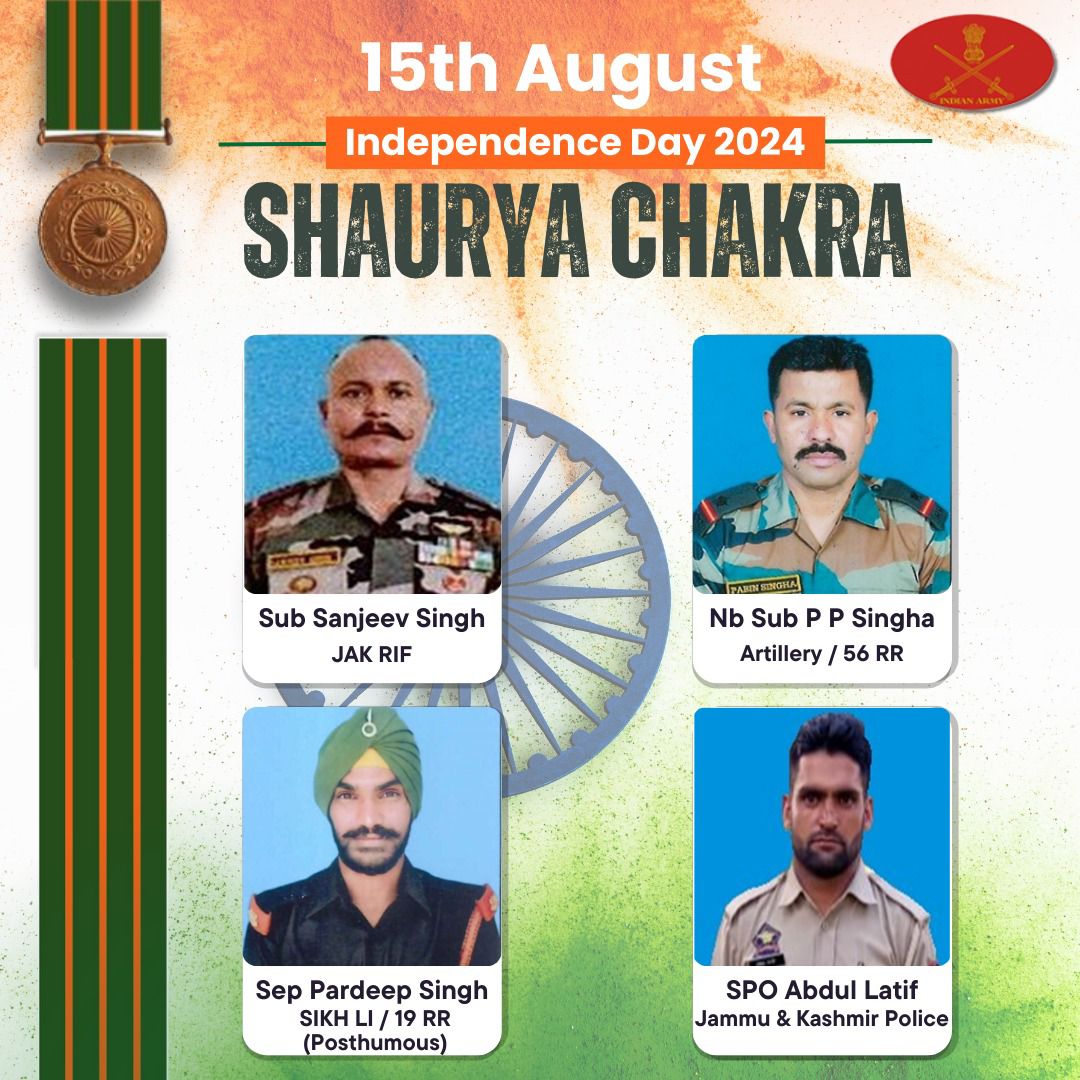 15th August
INDIAN ARMY
Independence Day 2024
SHAURYA CHAKRA
PABIN SINGHA
Sub Sanjeev Singh
JAK RIF
Nb Sub P P Singha
Artillery / 56 RR
Sep Pardeep Singh
SIKH LI / 19 RR
(Posthumous)
SPO Abdul Latif
Jammu & Kashmir Police